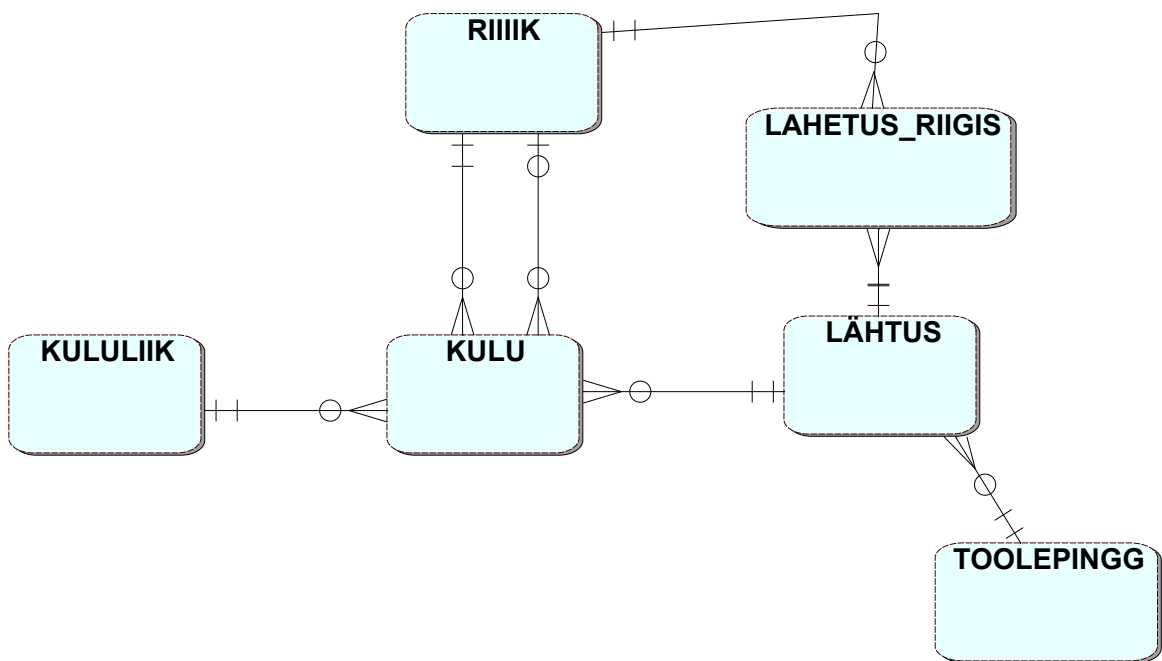 RIIIIK
LAHETUS_RIIGIS
KULULIIK
KULU
LÄHTUS
TOOLEPINGG